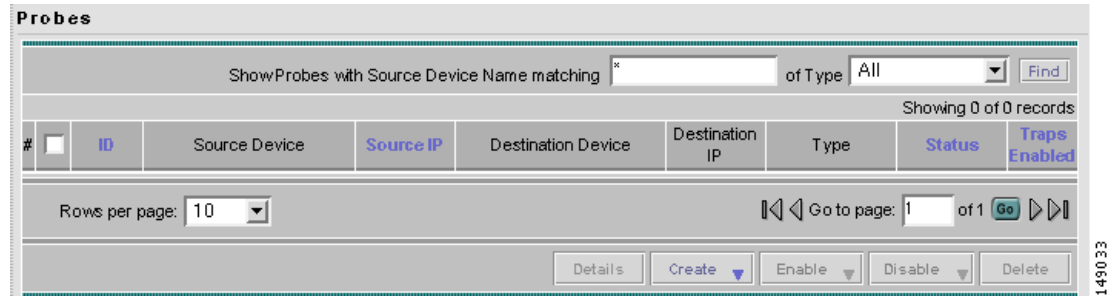 Probes
Show Probes with Source Device Name matching * of Type All Find
Showing 0 of 0 records
# ID Source Device Source IP Destination Device Destination IP Type Status Traps Enabled
Rows per page: 10 Go to page: 1 of 1 Go
Details Create Enable Disable Delete
149033